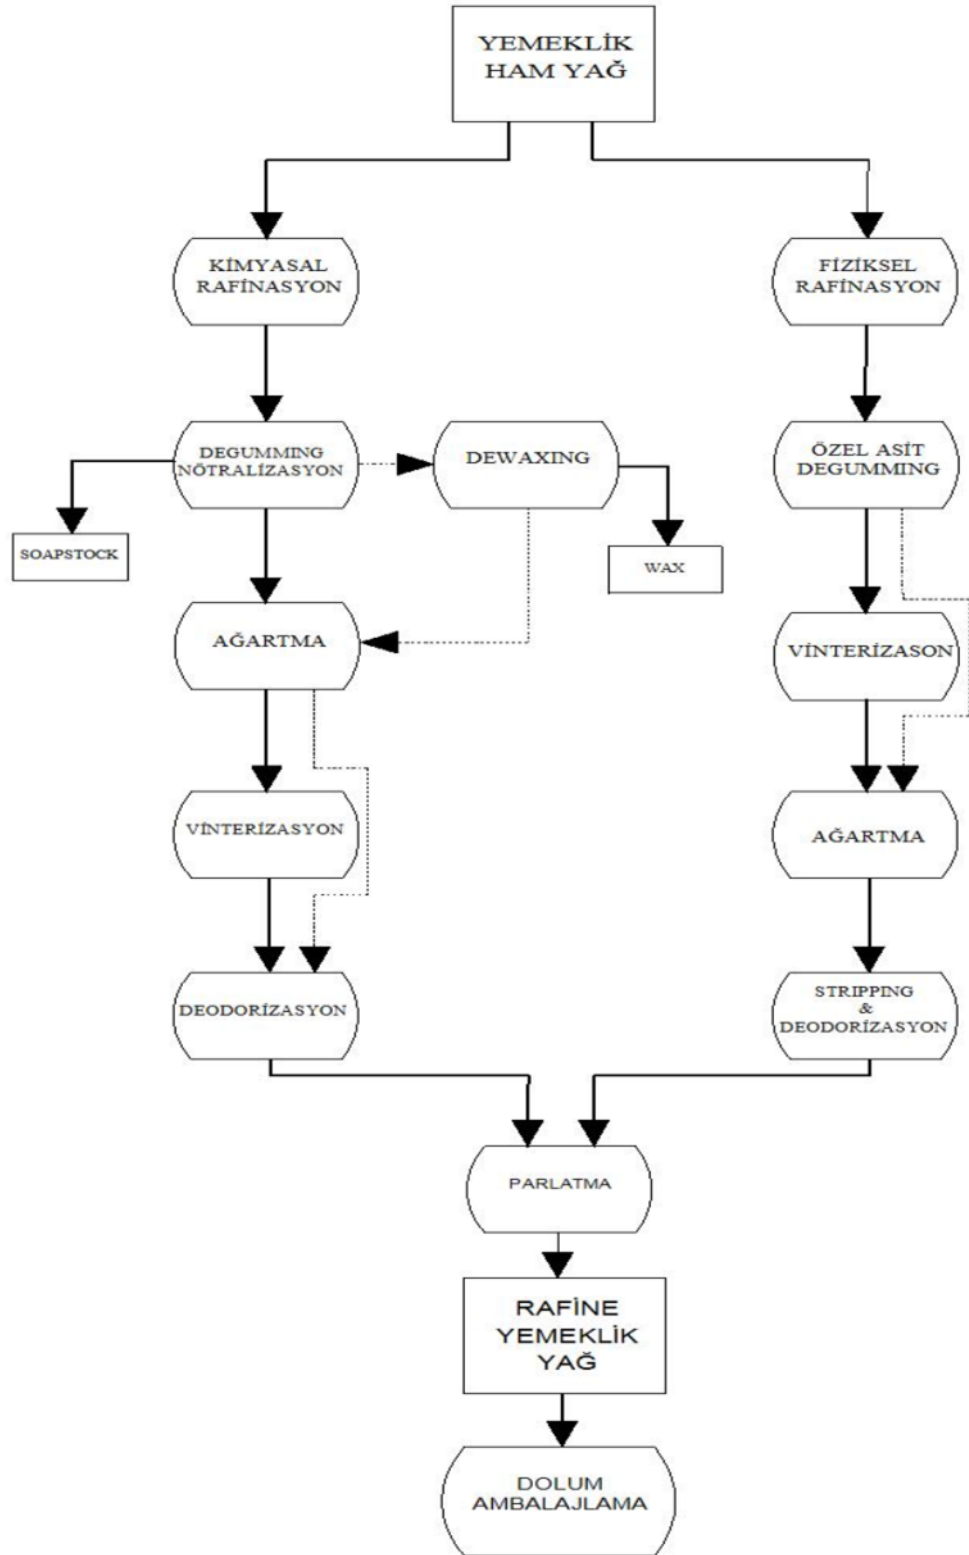 YEMEKLİK
HAM YAĞ
KİMYASAL
RAFİNASYON
FİZİKSEL
RAFİNASYON
DEGUMMING
NÖTRALİZASYON
DEWAXING
ÖZEL ASİT
DEGUMMING
SOAPSTOCK
WAX
AĞARTMA
VİNTERİZASON
VİNTERİZASYON
AĞARTMA
DEODORİZASYON
STRIPPING
&
DEODORİZASYON
PARLATMA
RAFİNE
YEMEKLİK
YAĞ
DOLUM
AMBALAJLAMA